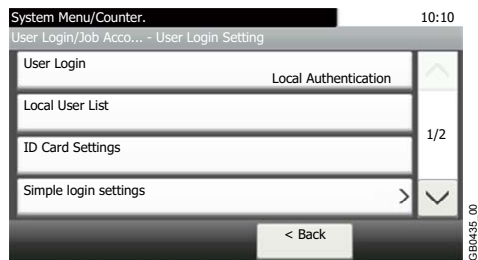 System Menu/Counter.
10:10
User Login/Job Acco... - User Login Setting
User Login
Local Authentication
Local User List
1/2
ID Card Settings
Simple login settings
>
< Back
GB0435_00